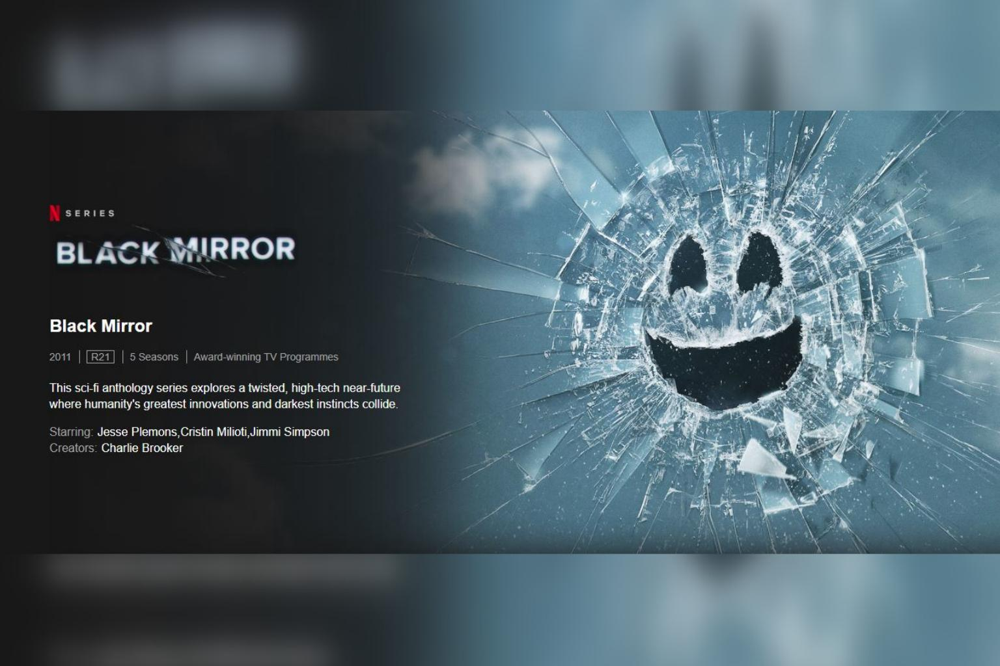 N SERIES
BLACK MIRROR
Black Mirror
2011 | R21 | 5 Seasons | Award-winning TV Programmes
This sci-fi anthology series explores a twisted, high-tech near-future
where humanity's greatest innovations and darkest instincts collide.
Starring: Jesse Plemons,Cristin Milioti,Jimmi Simpson
Creators: Charlie Brooker